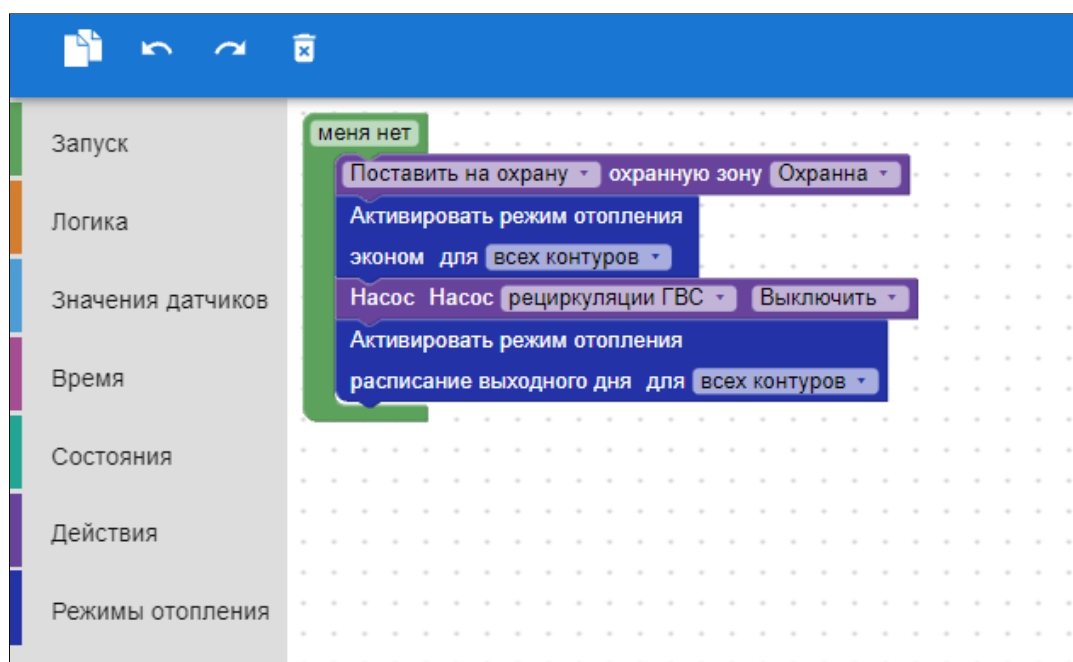 Запуск
Логика
Значения датчиков
Время
Состояния
Действия
Режимы отопления
меня нет
Поставить на охрану охранную зону Охранна
Активировать режим отопления
эконом для всех контуров
Насос Насос рециркуляции ГВС Выключить
Активировать режим отопления
расписание выходного дня для всех контуров